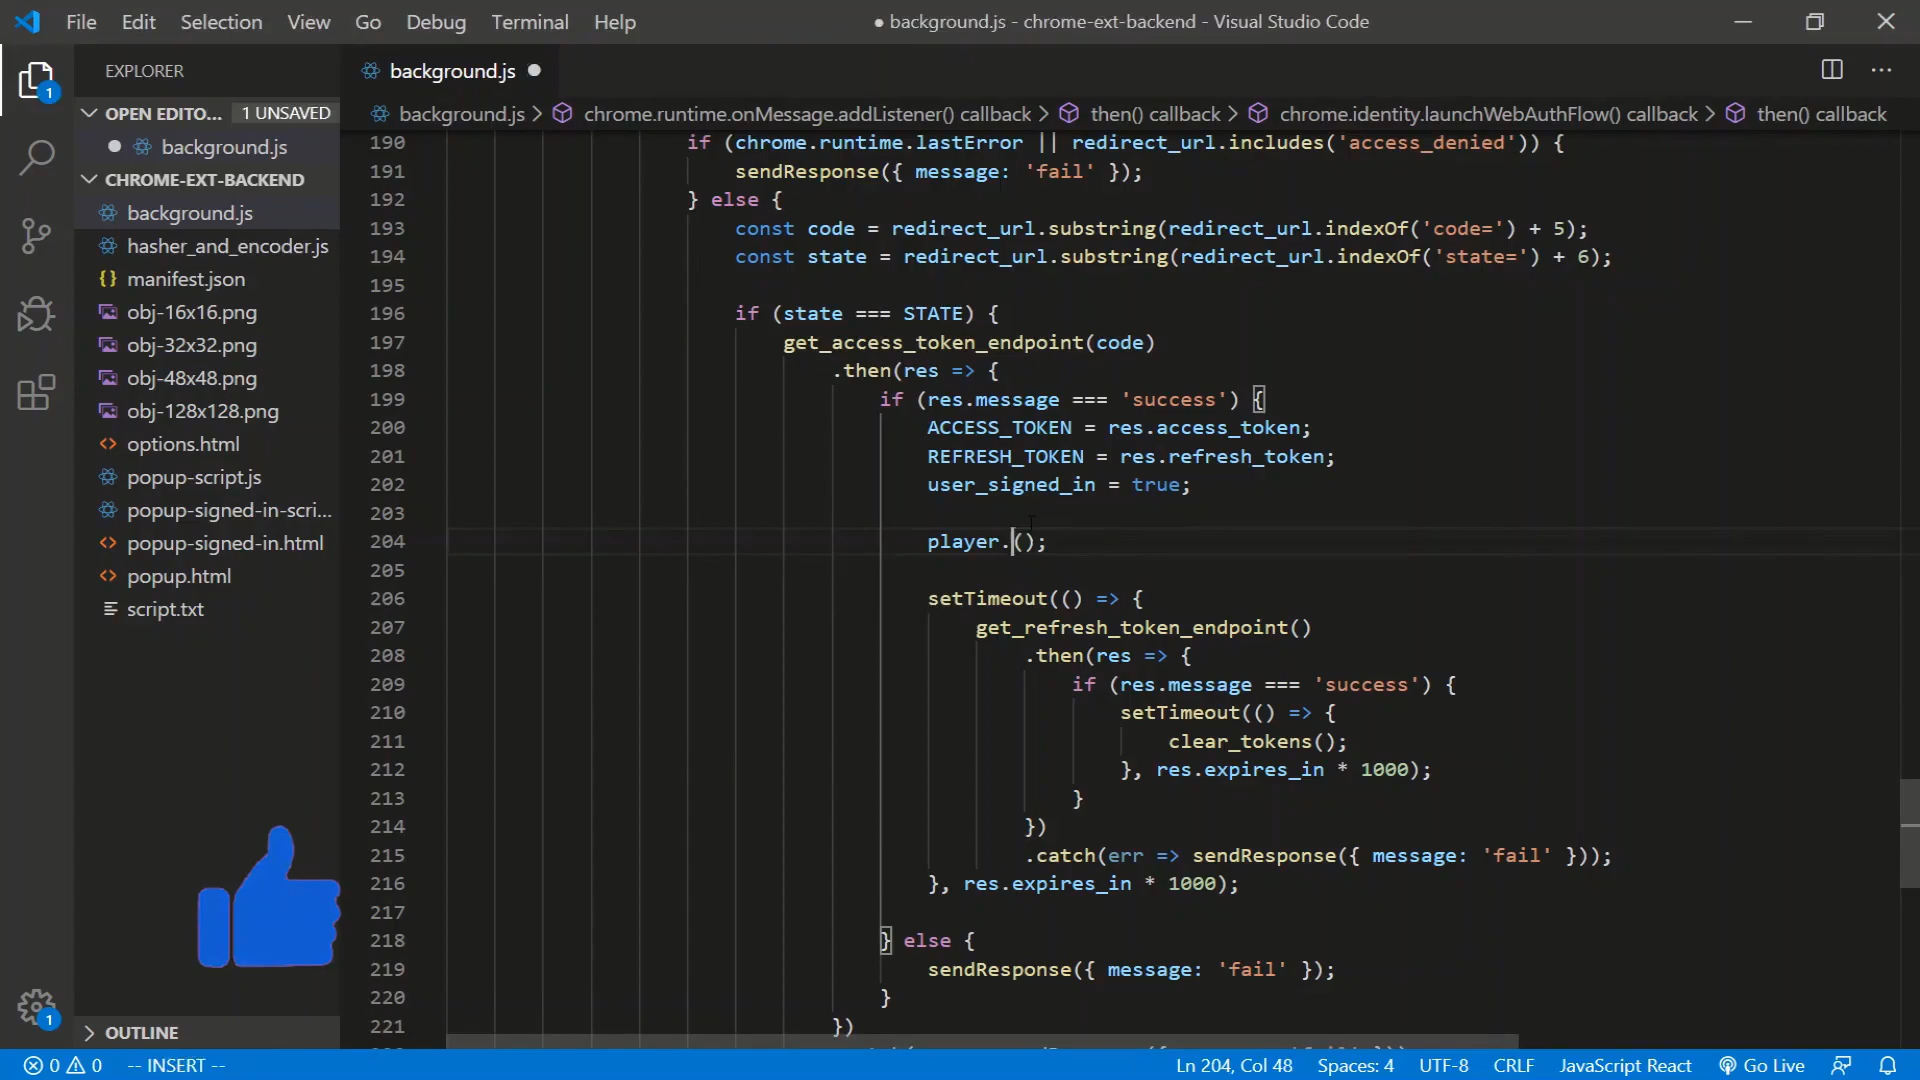 File Edit Selection View Go Debug Terminal Help
● background.js - chrome-ext-backend - Visual Studio Code
EXPLORER
OPEN EDITO... 1 UNSAVED
background.js
CHROME-EXT-BACKEND
background.js
hasher_and_encoder.js
manifest.json
obj-16x16.png
obj-32x32.png
obj-48x48.png
obj-128x128.png
options.html
popup-script.js
popup-signed-in-scri...
popup-signed-in.html
popup.html
script.txt
OUTLINE
1
1
background.js
background.js > chrome.runtime.onMessage.addListener() callback > then() callback > chrome.identity.launchWebAuthFlow() callback > then() callback
190 if (chrome.runtime.lastError || redirect_url.includes('access_denied')) {
191 sendResponse({ message: 'fail' });
192 } else {
193 const code = redirect_url.substring(redirect_url.indexOf('code=') + 5);
194 const state = redirect_url.substring(redirect_url.indexOf('state=') + 6);
195
196 if (state === STATE) {
197 get_access_token_endpoint(code)
198 .then(res => {
199 if (res.message === 'success') {
200 ACCESS_TOKEN = res.access_token;
201 REFRESH_TOKEN = res.refresh_token;
202 user_signed_in = true;
203
204 player.();
205
206 setTimeout(() => {
207 get_refresh_token_endpoint()
208 .then(res => {
209 if (res.message === 'success') {
210 setTimeout(() => {
211 clear_tokens();
212 }, res.expires_in * 1000);
213 }
214 })
215 .catch(err => sendResponse({ message: 'fail' }));
216 }, res.expires_in * 1000);
217
218 } else {
219 sendResponse({ message: 'fail' });
220 }
221 })
0 0 -- INSERT -- Ln 204, Col 48 Spaces: 4 UTF-8 CRLF JavaScript React Go Live